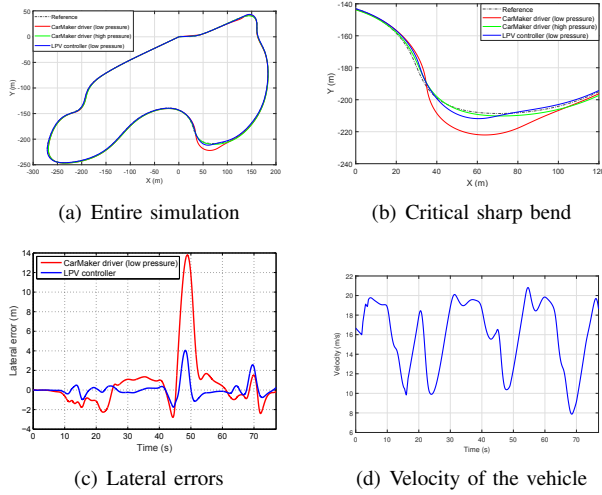 50
0
-50
-100
-150
-200
-250
Y (m)
-300 -200 -100 0 100 200
X (m)
Reference
CarMaker driver (low pressure)
CarMaker driver (high pressure)
LPV controller (low pressure)
(a) Entire simulation
-140
-160
-180
-200
-220
-240
Y (m)
0 20 40 60 80 100 120
X (m)
Reference
CarMaker driver (low pressure)
CarMaker driver (high pressure)
LPV controller (low pressure)
(b) Critical sharp bend
14
12
10
8
6
4
2
0
-2
-4
Lateral error (m)
0 10 20 30 40 50 60 70
Time (s)
CarMaker driver (low pressure)
LPV controller
(c) Lateral errors
22
20
18
16
14
12
10
8
6
Velocity (m/s)
0 10 20 30 40 50 60 70
Time (s)
(d) Velocity of the vehicle